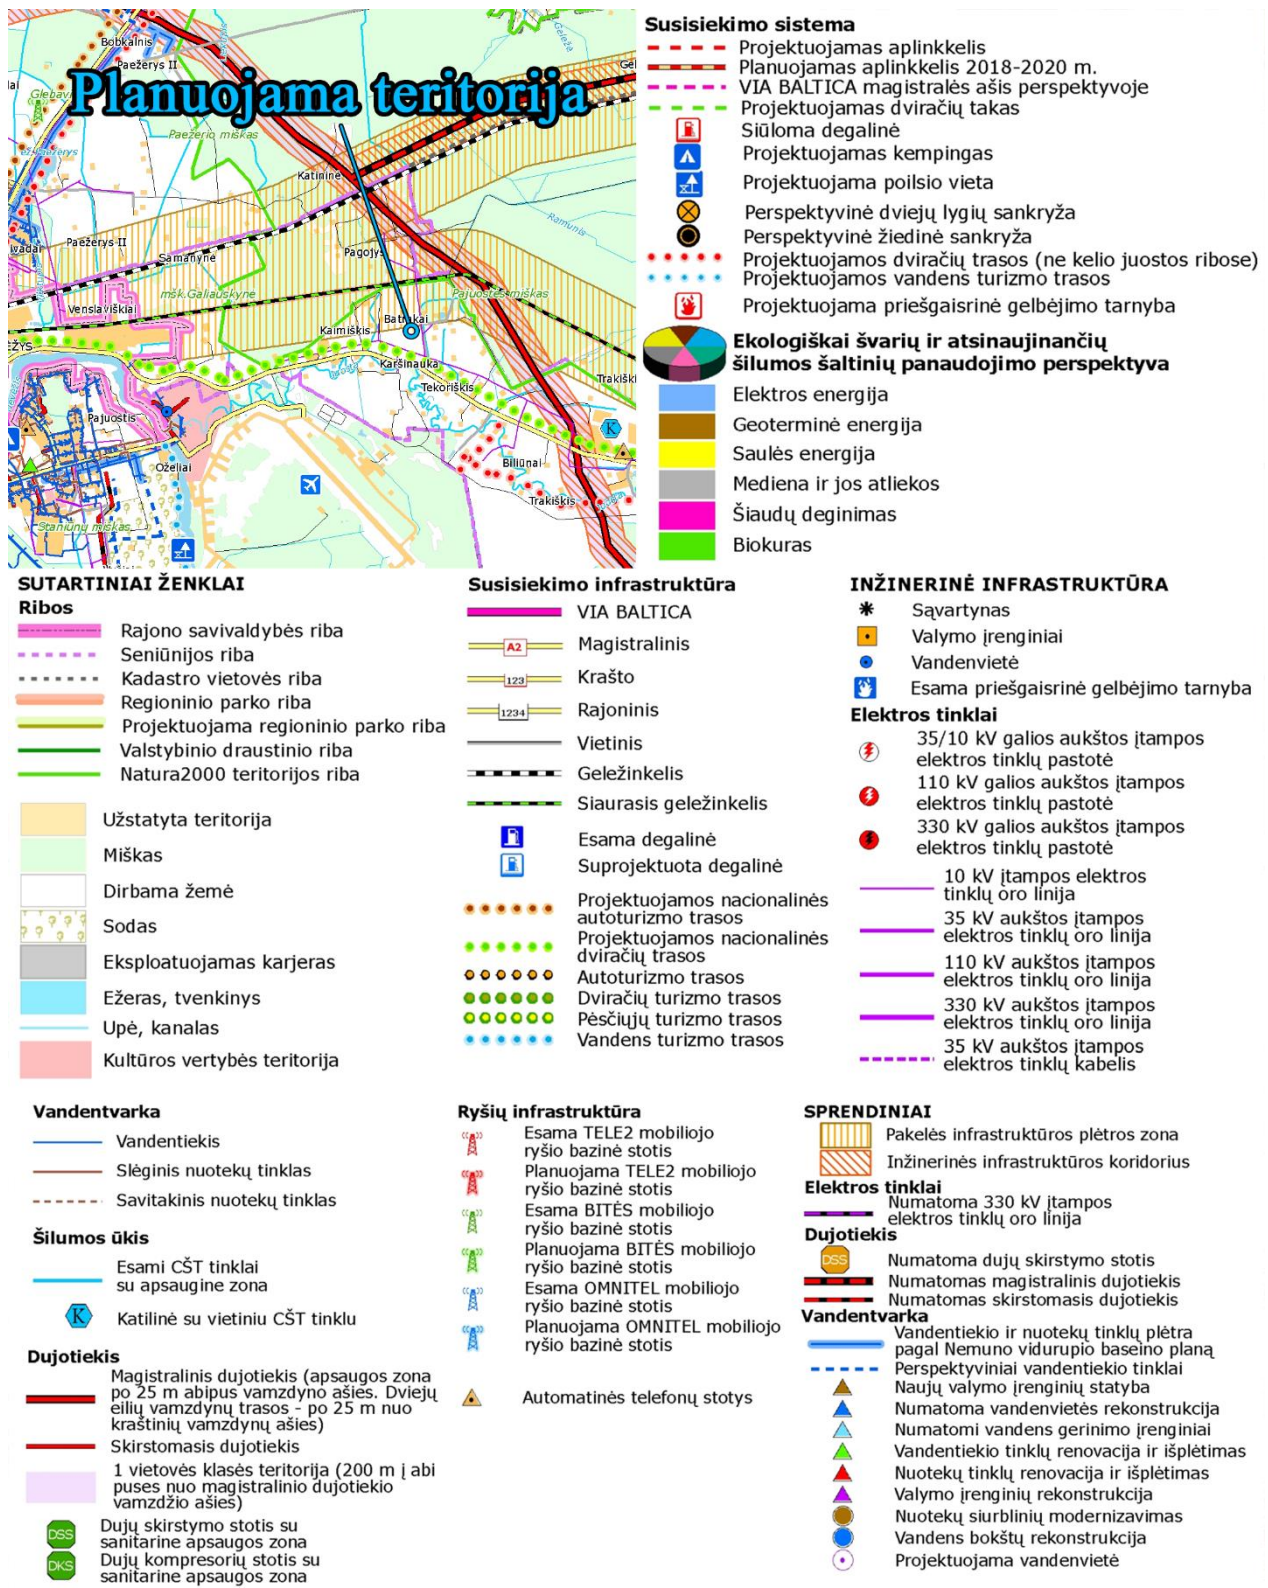 Planuojama teritorija
Bobkalnis
Paežerys II
Paežerio miškas
Katininė
Geležà
Ramunis
Paežerys II
Samanynė
Pagojys
mšk.Galiauskynė
Pajuostės miškas
Venslaviškiai
Kaimiškis
Batrakai
Karšinauka
Tekoriškis
Pajuostis
Oželiai
K
Biliūnai
Trakiškis
Staniūnų miškas
Susisiekimo sistema
Projektuojamas aplinkkelis
Planuojamas aplinkkelis 2018-2020 m.
VIA BALTICA magistralės ašis perspektyvoje
Projektuojamas dviračių takas
Siūloma degalinė
Projektuojamas kempingas
Projektuojama poilsio vieta
Perspektyvinė dviejų lygių sankryža
Perspektyvinė žiedinė sankryža
Projektuojamos dviračių trasos (ne kelio juostos ribose)
Projektuojamos vandens turizmo trasos
Projektuojama priešgaisrinė gelbėjimo tarnyba
Ekologiškai švarių ir atsinaujinančių
šilumos šaltinių panaudojimo perspektyva
Elektros energija
Geoterminė energija
Saulės energija
Mediena ir jos atliekos
Šiaudų deginimas
Biokuras
SUTARTINIAI ŽENKLAI
Ribos
Rajono savivaldybės riba
Seniūnijos riba
Kadastro vietovės riba
Regioninio parko riba
Projektuojama regioninio parko riba
Valstybinio draustinio riba
Natura2000 teritorijos riba
Užstatyta teritorija
Miškas
Dirbama žemė
Sodas
Eksploatuojamas karjeras
Ežeras, tvenkinys
Upė, kanalas
Kultūros vertybės teritorija
Susisiekimo infrastruktūra
VIA BALTICA
A2 Magistralinis
123 Krašto
1234 Rajoninis
Vietinis
Geležinkelis
Siaurasis geležinkelis
Esama degalinė
Suprojektuota degalinė
Projektuojamos nacionalinės
autoturizmo trasos
Projektuojamos nacionalinės
dviračių trasos
Autoturizmo trasos
Dviračių turizmo trasos
Pėsčiųjų turizmo trasos
Vandens turizmo trasos
INŽINERINĖ INFRASTRUKTŪRA
Sąvartynas
Valymo įrenginiai
Vandenvietė
Esama priešgaisrinė gelbėjimo tarnyba
Elektros tinklai
35/10 kV galios aukštos įtampos
elektros tinklų pastotė
110 kV galios aukštos įtampos
elektros tinklų pastotė
330 kV galios aukštos įtampos
elektros tinklų pastotė
10 kV įtampos elektros
tinklų oro linija
35 kV aukštos įtampos
elektros tinklų oro linija
110 kV aukštos įtampos
elektros tinklų oro linija
330 kV aukštos įtampos
elektros tinklų oro linija
35 kV aukštos įtampos
elektros tinklų kabelis
Vandentvarka
Vandentiekis
Slėginis nuotekų tinklas
Savitakinis nuotekų tinklas
Šilumos ūkis
Esami CŠT tinklai
su apsaugine zona
K Katilinė su vietiniu CŠT tinklu
Dujotiekis
Magistralinis dujotiekis (apsaugos zona
po 25 m abipus vamzdyno ašies. Dviejų
eilių vamzdynų trasos - po 25 m nuo
kraštinių vamzdynų ašies)
Skirstomasis dujotiekis
1 vietovės klasės teritorija (200 m į abi
puses nuo magistralinio dujotiekio
vamzdžio ašies)
DSS Dujų skirstymo stotis su
sanitarine apsaugos zona
DKS Dujų kompresorių stotis su
sanitarine apsaugos zona
Ryšių infrastruktūra
Esama TELE2 mobiliojo
ryšio bazinė stotis
Planuojama TELE2 mobiliojo
ryšio bazinė stotis
Esama BITĖS mobiliojo
ryšio bazinė stotis
Planuojama BITĖS mobiliojo
ryšio bazinė stotis
Esama OMNITEL mobiliojo
ryšio bazinė stotis
Planuojama OMNITEL mobiliojo
ryšio bazinė stotis
Automatinės telefonų stotys
SPRENDINIAI
Pakelės infrastruktūros plėtros zona
Inžinerinės infrastruktūros koridorius
Elektros tinklai
Numatoma 330 kV įtampos
elektros tinklų oro linija
Dujotiekis
DSS Numatoma dujų skirstymo stotis
Numatomas magistralinis dujotiekis
Numatomas skirstomasis dujotiekis
Vandentvarka
Vandentiekio ir nuotekų tinklų plėtra
pagal Nemuno vidurupio baseino planą
Perspektyviniai vandentiekio tinklai
Naujų valymo įrenginių statyba
Numatoma vandenvietės rekonstrukcija
Numatomi vandens gerinimo įrenginiai
Vandentiekio tinklų renovacija ir išplėtimas
Nuotekų tinklų renovacija ir išplėtimas
Valymo įrenginių rekonstrukcija
Nuotekų siurblinių modernizavimas
Vandens bokštų rekonstrukcija
Projektuojama vandenvietė